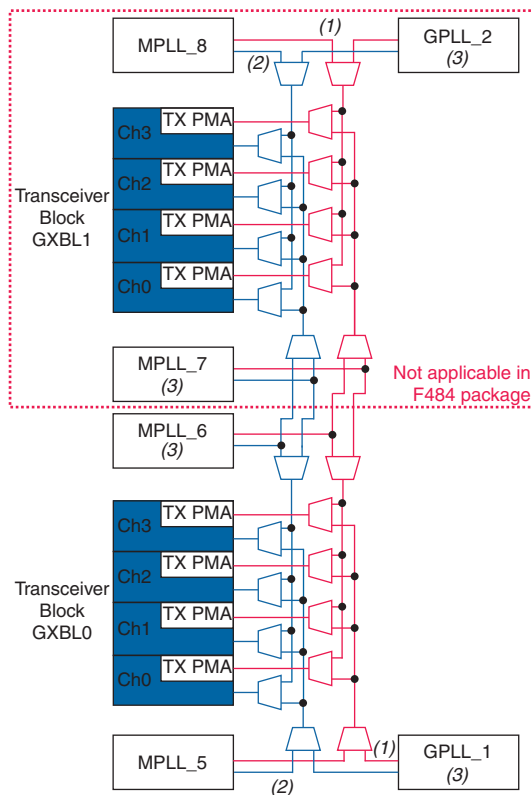 (1)
MPLL_8
GPLL_2
(2)
(3)
TX PMA
Ch3
TX PMA
Ch2
Transceiver
Block
GXBL1
TX PMA
Ch1
TX PMA
Ch0
MPLL_7
(3)
Not applicable in
F484 package
MPLL_6
(3)
TX PMA
Ch3
TX PMA
Ch2
Transceiver
Block
GXBL0
TX PMA
Ch1
TX PMA
Ch0
(1)
MPLL_5
GPLL_1
(2)
(3)